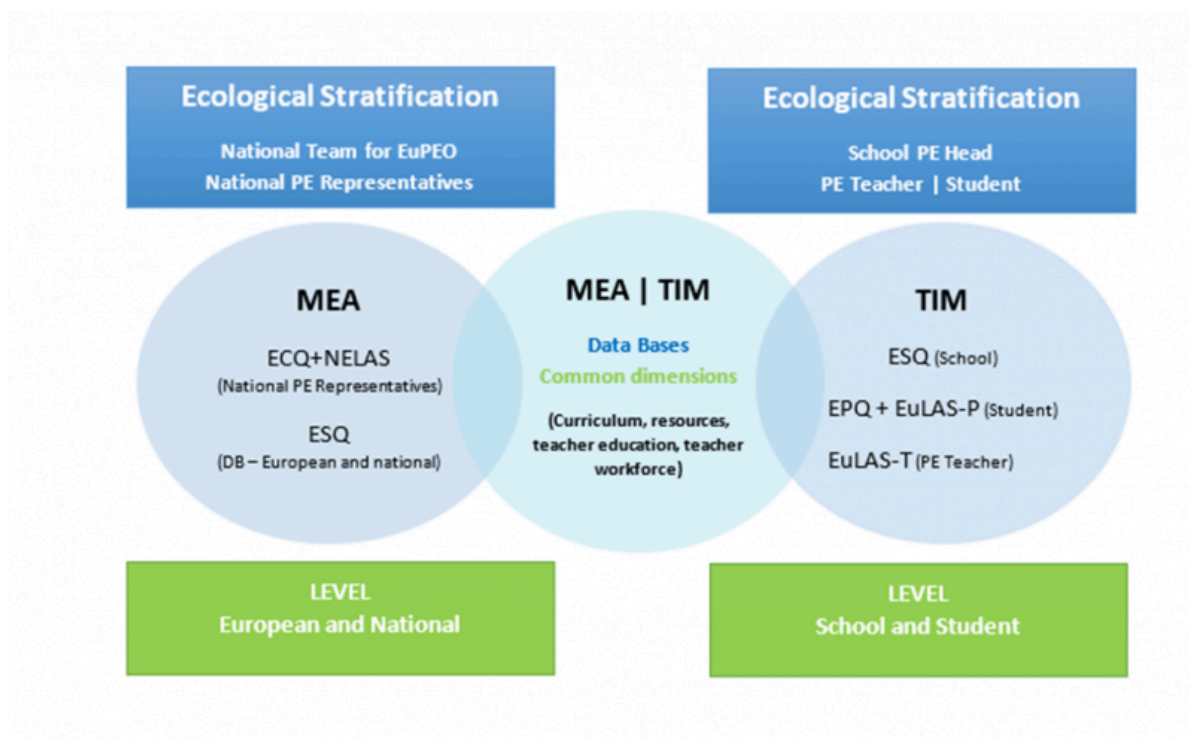 Ecological Stratification
National Team for EuPEO
National PE Representatives
Ecological Stratification
School PE Head
PE Teacher | Student
MEA
ECQ+NELAS
(National PE Representatives)
ESQ
(DB – European and national)
MEA | TIM
Data Bases
Common dimensions
(Curriculum, resources,
teacher education, teacher
workforce)
TIM
ESQ (School)
EPQ + EuLAS-P (Student)
EuLAS-T (PE Teacher)
LEVEL
European and National
LEVEL
School and Student